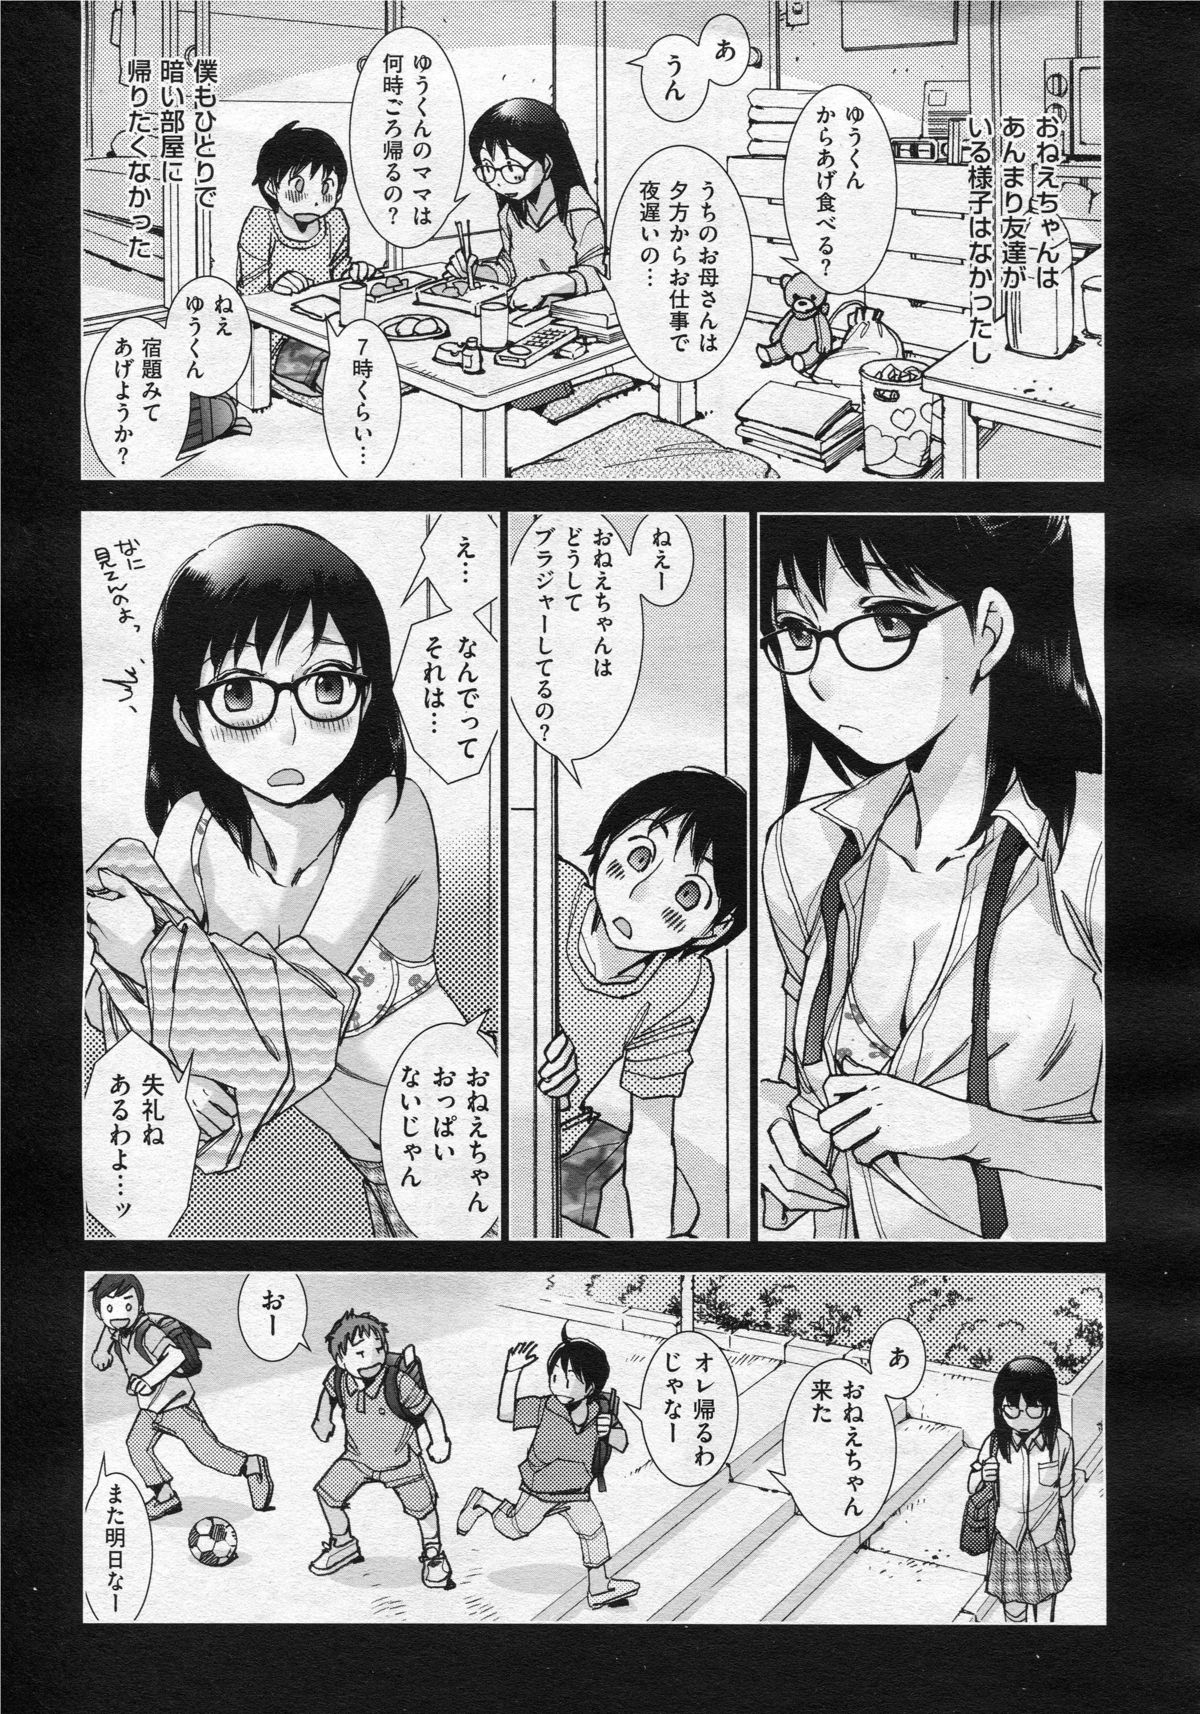 おねえちゃんは
あんまり友達が
いる様子はなかったし
ゆうくん
からあげ食べる?
あ
うん
うちのお母さんは
夕方からお仕事で
夜遅いの…
ゆうくんのママは
何時ごろ帰るの?
7時くらい…
僕もひとりで
暗い部屋に
帰りたくなかった
ねえ
ゆうくん
宿題みて
あげようか?
ねえー
おねえちゃんは
どうして
ブラジャーしてるの?
え…
なんでって
それは…
なに
見てんのよっ
おねえちゃん
おっぱい
ないじゃん
失礼ね
あるわよ…ッ
あ
おねえちゃん
来た
オレ帰るわ
じゃなー
おー
また明日なー